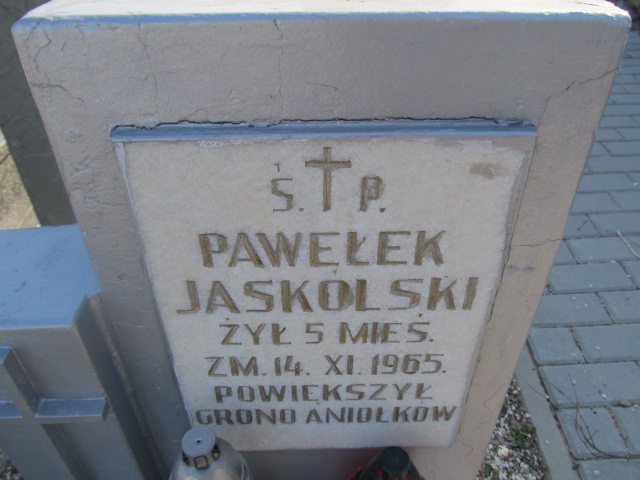 Ś. P.
PAWEŁEK
JASKOLSKI
ŻYŁ 5 MIEŚ.
ZM. 14. XI. 1965.
POWIĘKSZYŁ
GRONO ANIOŁKÓW